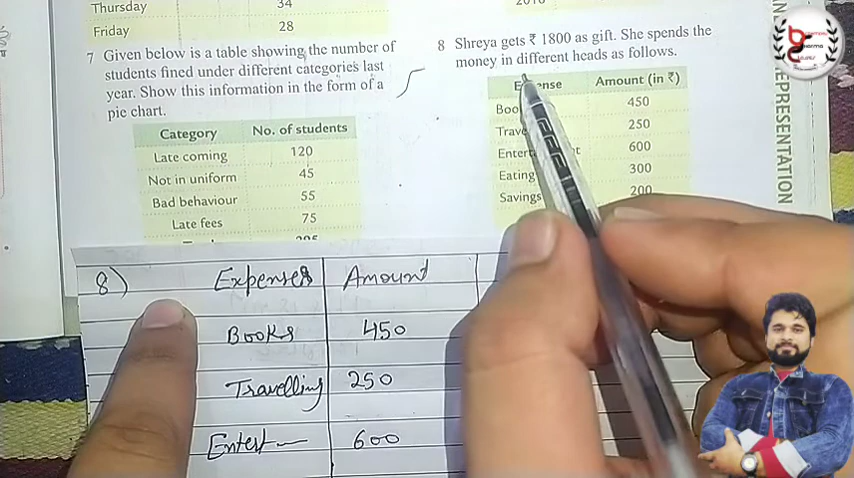 Thursday 34
Friday 28
7 Given below is a table showing the number of
students fined under different categories last
year. Show this information in the form of a
pie chart.
Category No. of students
Late coming 120
Not in uniform 45
Bad behaviour 55
Late fees 75
8 Shreya gets ₹ 1800 as gift. She spends the
money in different heads as follows.
Amount (in ₹)
450
250
600
Eating 300
Savings 200
8) Expenses Amount
Books 450
Travelling 250
Entert— 600